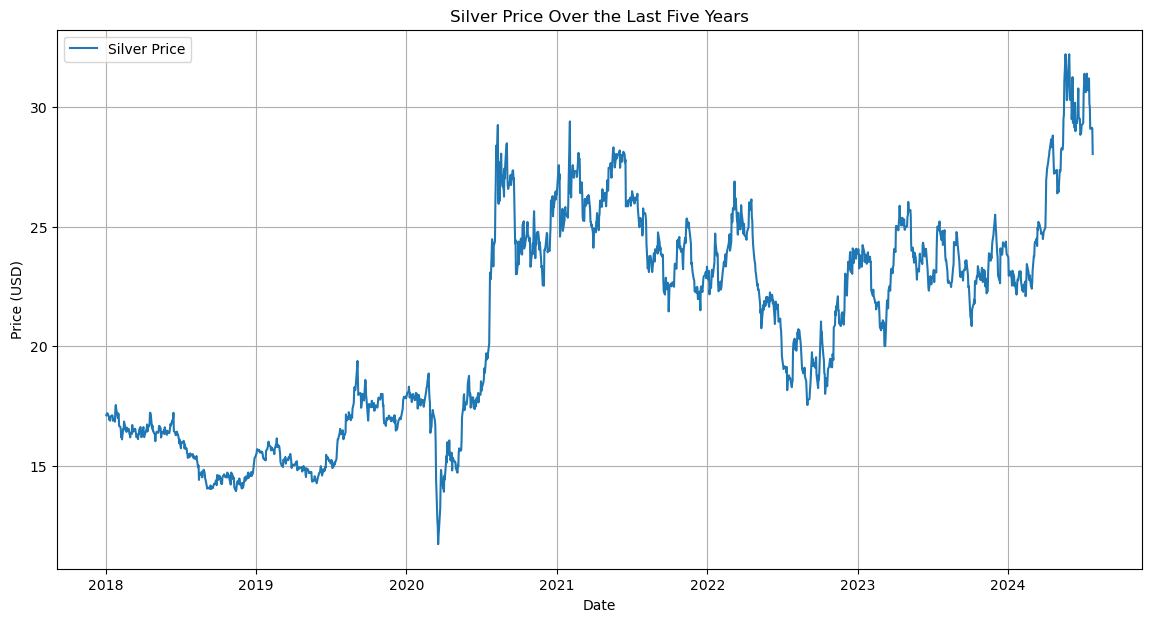 Silver Price Over the Last Five Years
Silver Price
Price (USD)
30
25
20
15
2018 2019 2020 2021 2022 2023 2024
Date